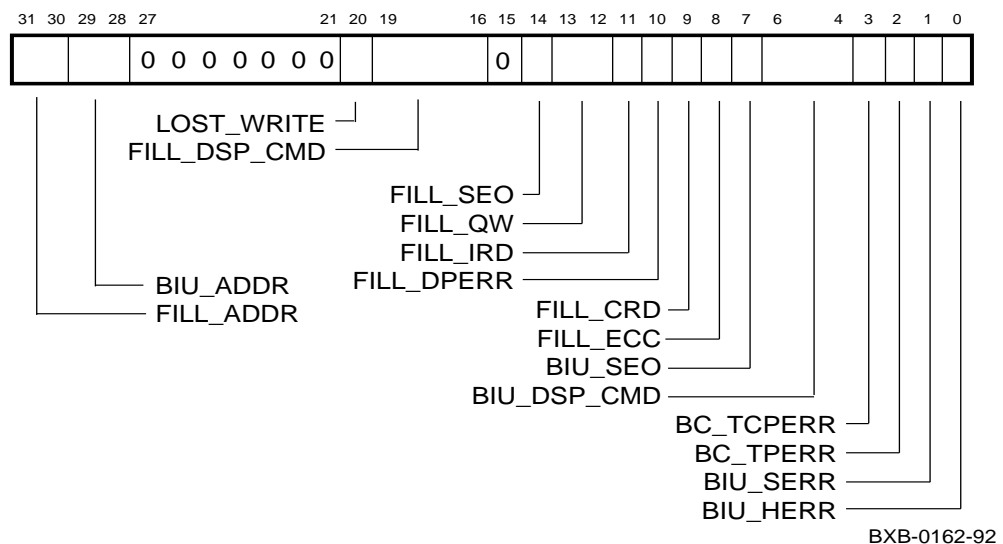 31 30 29 28 27 21 20 19 16 15 14 13 12 11 10 9 8 7 6 4 3 2 1 0
0 0 0 0 0 0 0 0
LOST_WRITE
FILL_DSP_CMD
FILL_SEO
FILL_QW
FILL_IRD
FILL_DPERR
BIU_ADDR
FILL_ADDR
FILL_CRD
FILL_ECC
BIU_SEO
BIU_DSP_CMD
BC_TCPERR
BC_TPERR
BIU_SERR
BIU_HERR
BXB-0162-92